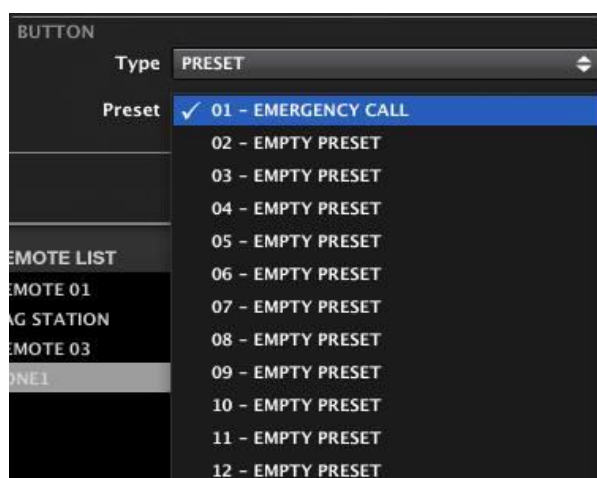 BUTTON
Type PRESET
Preset ✓ 01 - EMERGENCY CALL
02 - EMPTY PRESET
03 - EMPTY PRESET
04 - EMPTY PRESET
05 - EMPTY PRESET
06 - EMPTY PRESET
07 - EMPTY PRESET
08 - EMPTY PRESET
09 - EMPTY PRESET
10 - EMPTY PRESET
11 - EMPTY PRESET
12 - EMPTY PRESET
EMOTE LIST
EMOTE 01
AG STATION
EMOTE 03
ONE1